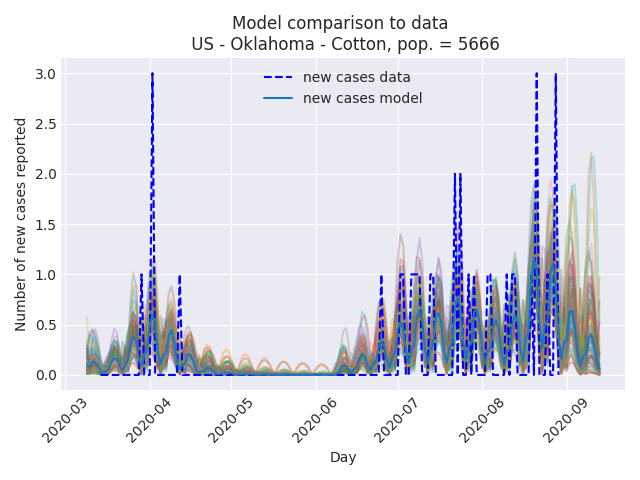 Model comparison to data
US - Oklahoma - Cotton, pop. = 5666
new cases data
new cases model
Number of new cases reported
3.0
2.5
2.0
1.5
1.0
0.5
0.0
2020-03
2020-04
2020-05
2020-06
2020-07
2020-08
2020-09
Day